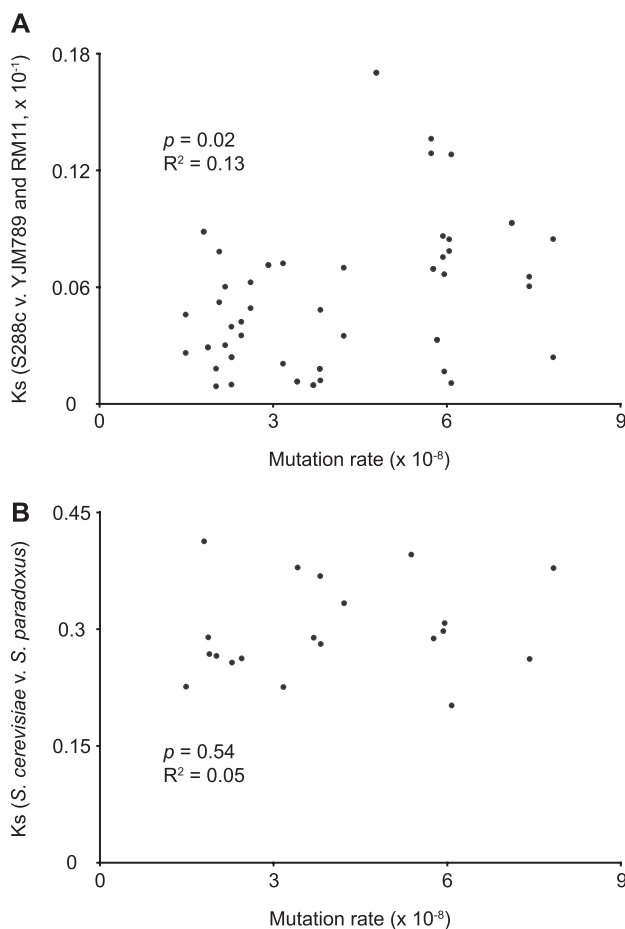 A
Ks (S288c v. YJM789 and RM11, x 10⁻¹)
0.18
0.12
0.06
0
p = 0.02
R² = 0.13
0 3 6 9
Mutation rate (x 10⁻⁸)
B
Ks (S. cerevisiae v. S. paradoxus)
0.45
0.3
0.15
0
p = 0.54
R² = 0.05
0 3 6 9
Mutation rate (x 10⁻⁸)